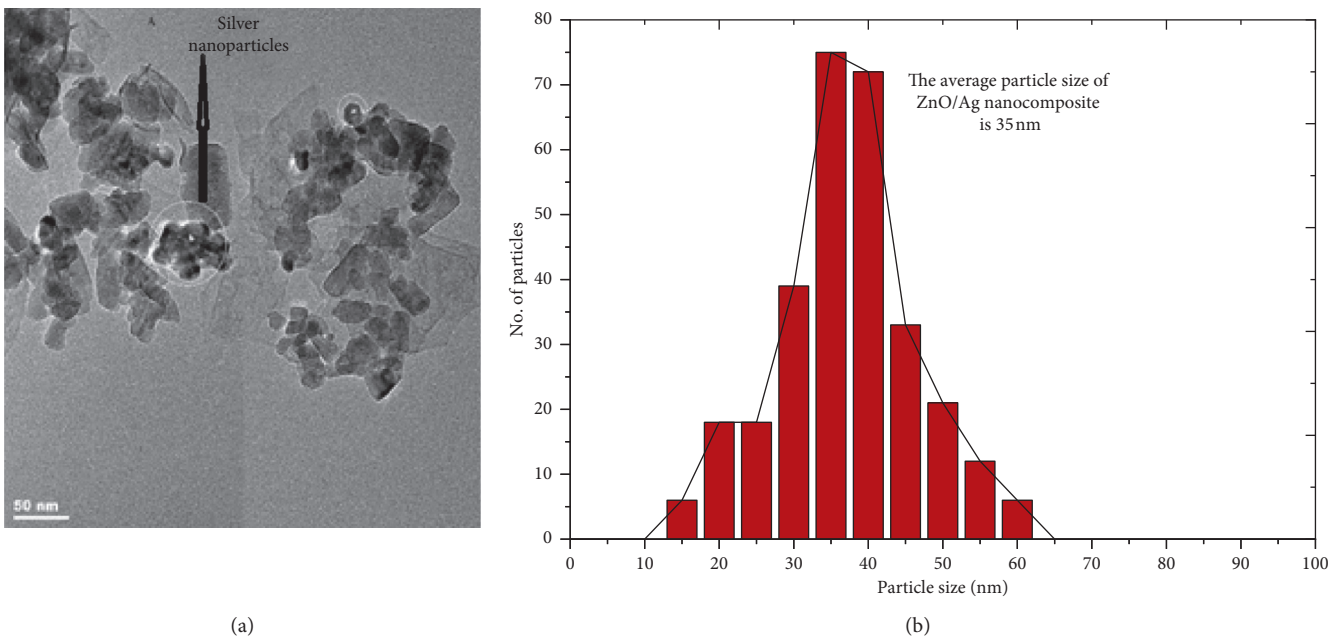 A
Silver
nanoparticles
50 nm
(a)
80
70
60
50
40
30
20
10
0
No. of particles
The average particle size of
ZnO/Ag nanocomposite
is 35 nm
0 10 20 30 40 50 60 70 80 90 100
Particle size (nm)
(b)